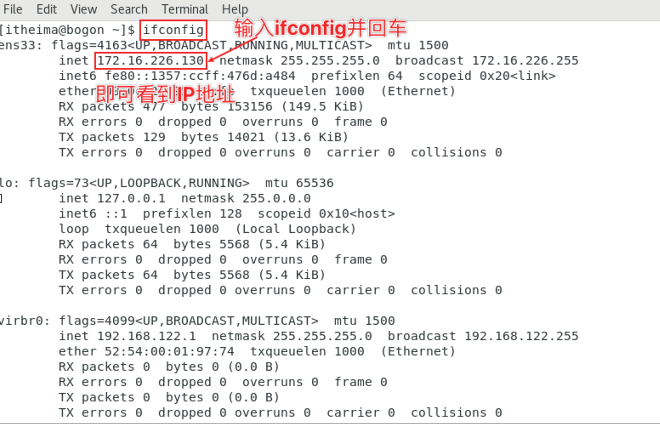 File Edit View Search Terminal Help
[itheima@bogon ~]$ ifconfig 输入ifconfig并回车
ens33: flags=4163<UP,BROADCAST,RUNNING,MULTICAST> mtu 1500
inet 172.16.226.130 netmask 255.255.255.0 broadcast 172.16.226.255
inet6 fe80::1357:ccff:476d:a484 prefixlen 64 scopeid 0x20<link>
ether txqueuelen 1000 (Ethernet)
即可看到IP地址
RX packets 477 bytes 153156 (149.5 KiB)
RX errors 0 dropped 0 overruns 0 frame 0
TX packets 129 bytes 14021 (13.6 KiB)
TX errors 0 dropped 0 overruns 0 carrier 0 collisions 0
lo: flags=73<UP,LOOPBACK,RUNNING> mtu 65536
inet 127.0.0.1 netmask 255.0.0.0
inet6 ::1 prefixlen 128 scopeid 0x10<host>
loop txqueuelen 1000 (Local Loopback)
RX packets 64 bytes 5568 (5.4 KiB)
RX errors 0 dropped 0 overruns 0 frame 0
TX packets 64 bytes 5568 (5.4 KiB)
TX errors 0 dropped 0 overruns 0 carrier 0 collisions 0
virbr0: flags=4099<UP,BROADCAST,MULTICAST> mtu 1500
inet 192.168.122.1 netmask 255.255.255.0 broadcast 192.168.122.255
ether 52:54:00:01:97:74 txqueuelen 1000 (Ethernet)
RX packets 0 bytes 0 (0.0 B)
RX errors 0 dropped 0 overruns 0 frame 0
TX packets 0 bytes 0 (0.0 B)
TX errors 0 dropped 0 overruns 0 carrier 0 collisions 0